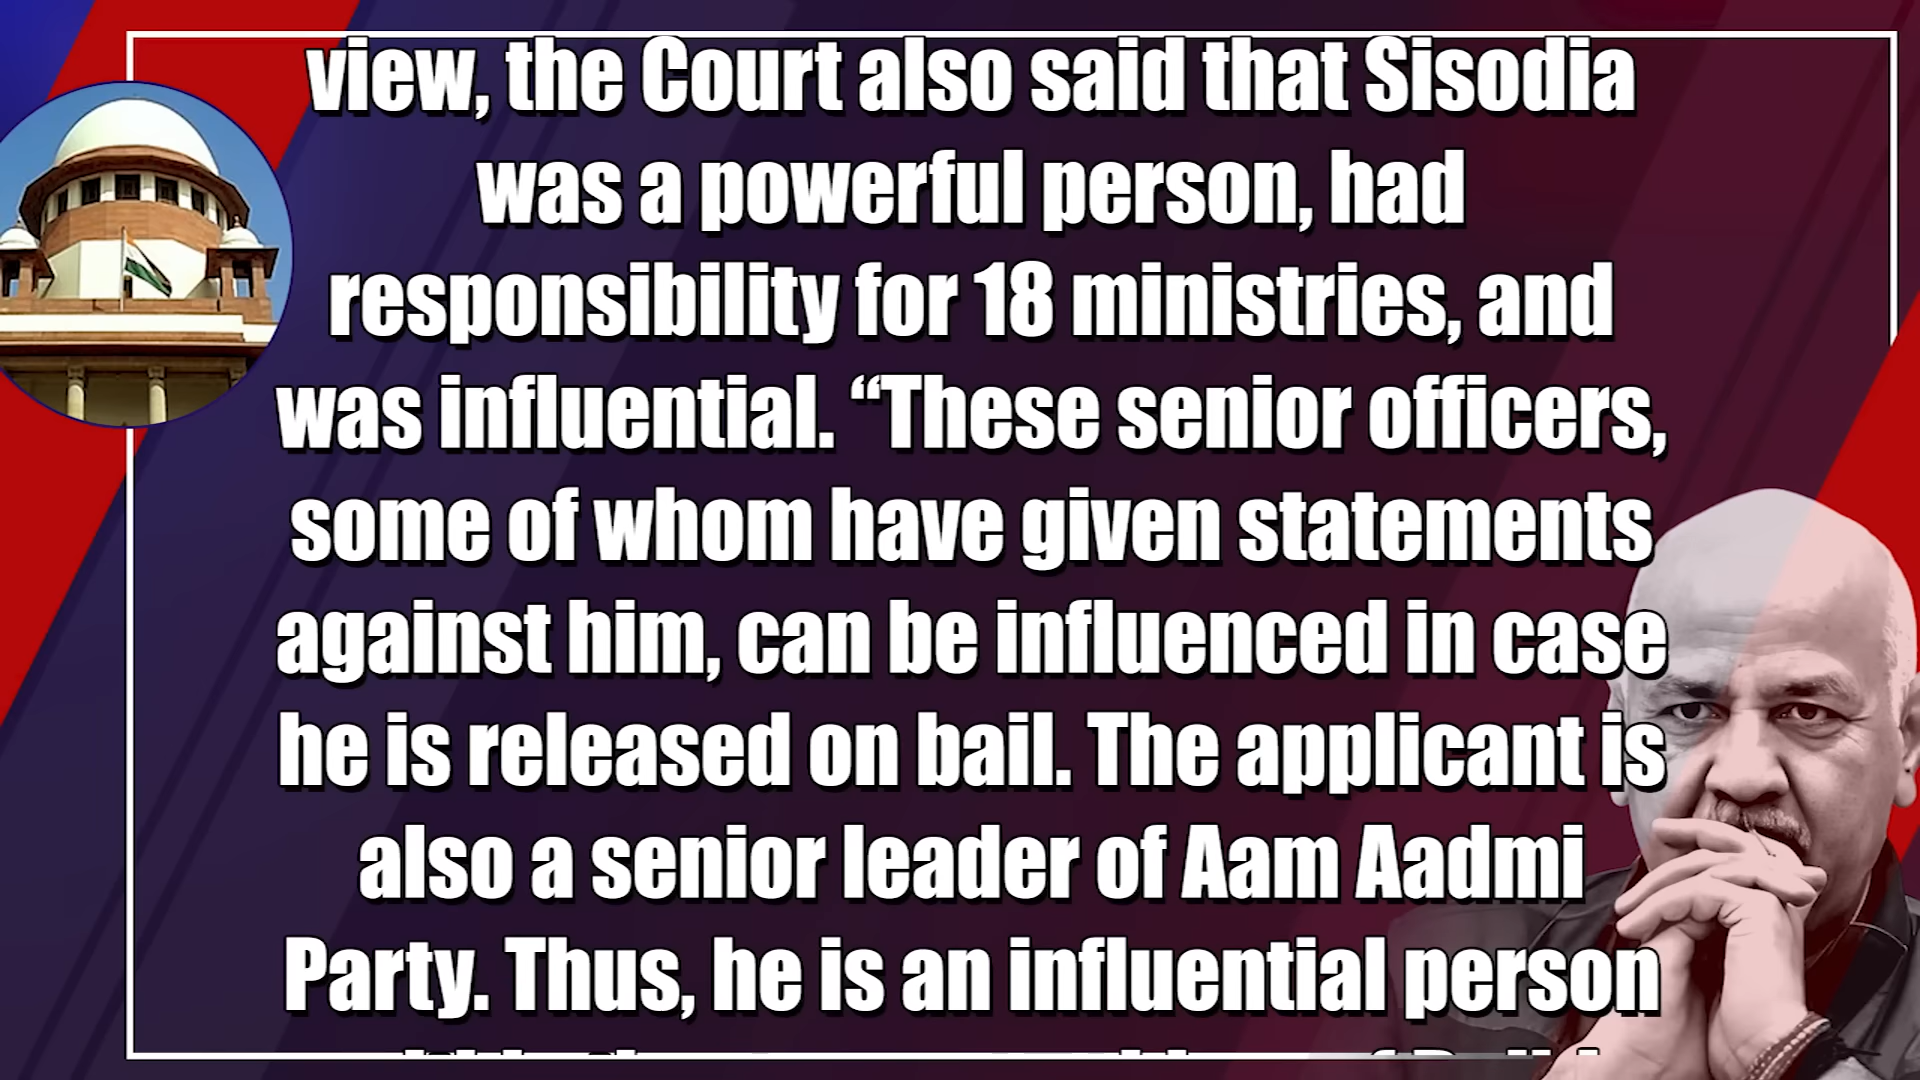 view, the Court also said that Sisodia
was a powerful person, had
responsibility for 18 ministries, and
was influential. “These senior officers,
some of whom have given statements
against him, can be influenced in case
he is released on bail. The applicant is
also a senior leader of Aam Aadmi
Party. Thus, he is an influential person